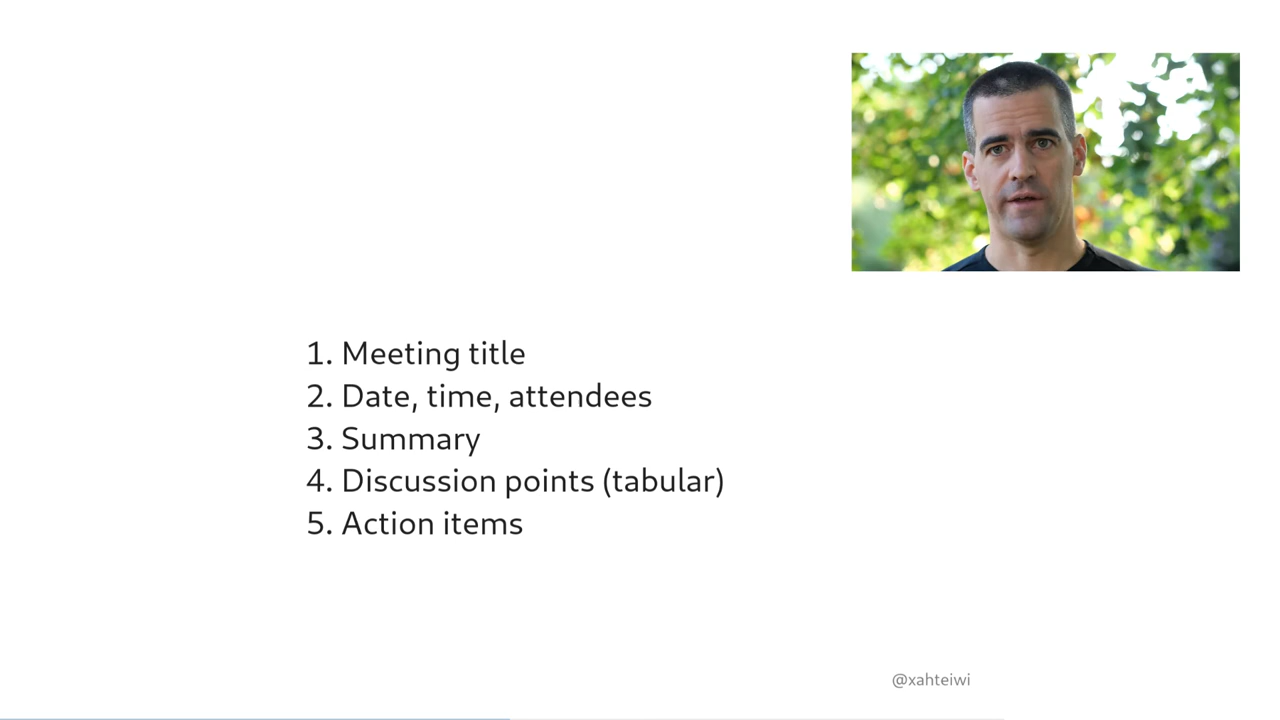 1. Meeting title
2. Date, time, attendees
3. Summary
4. Discussion points (tabular)
5. Action items
@xahteiwi